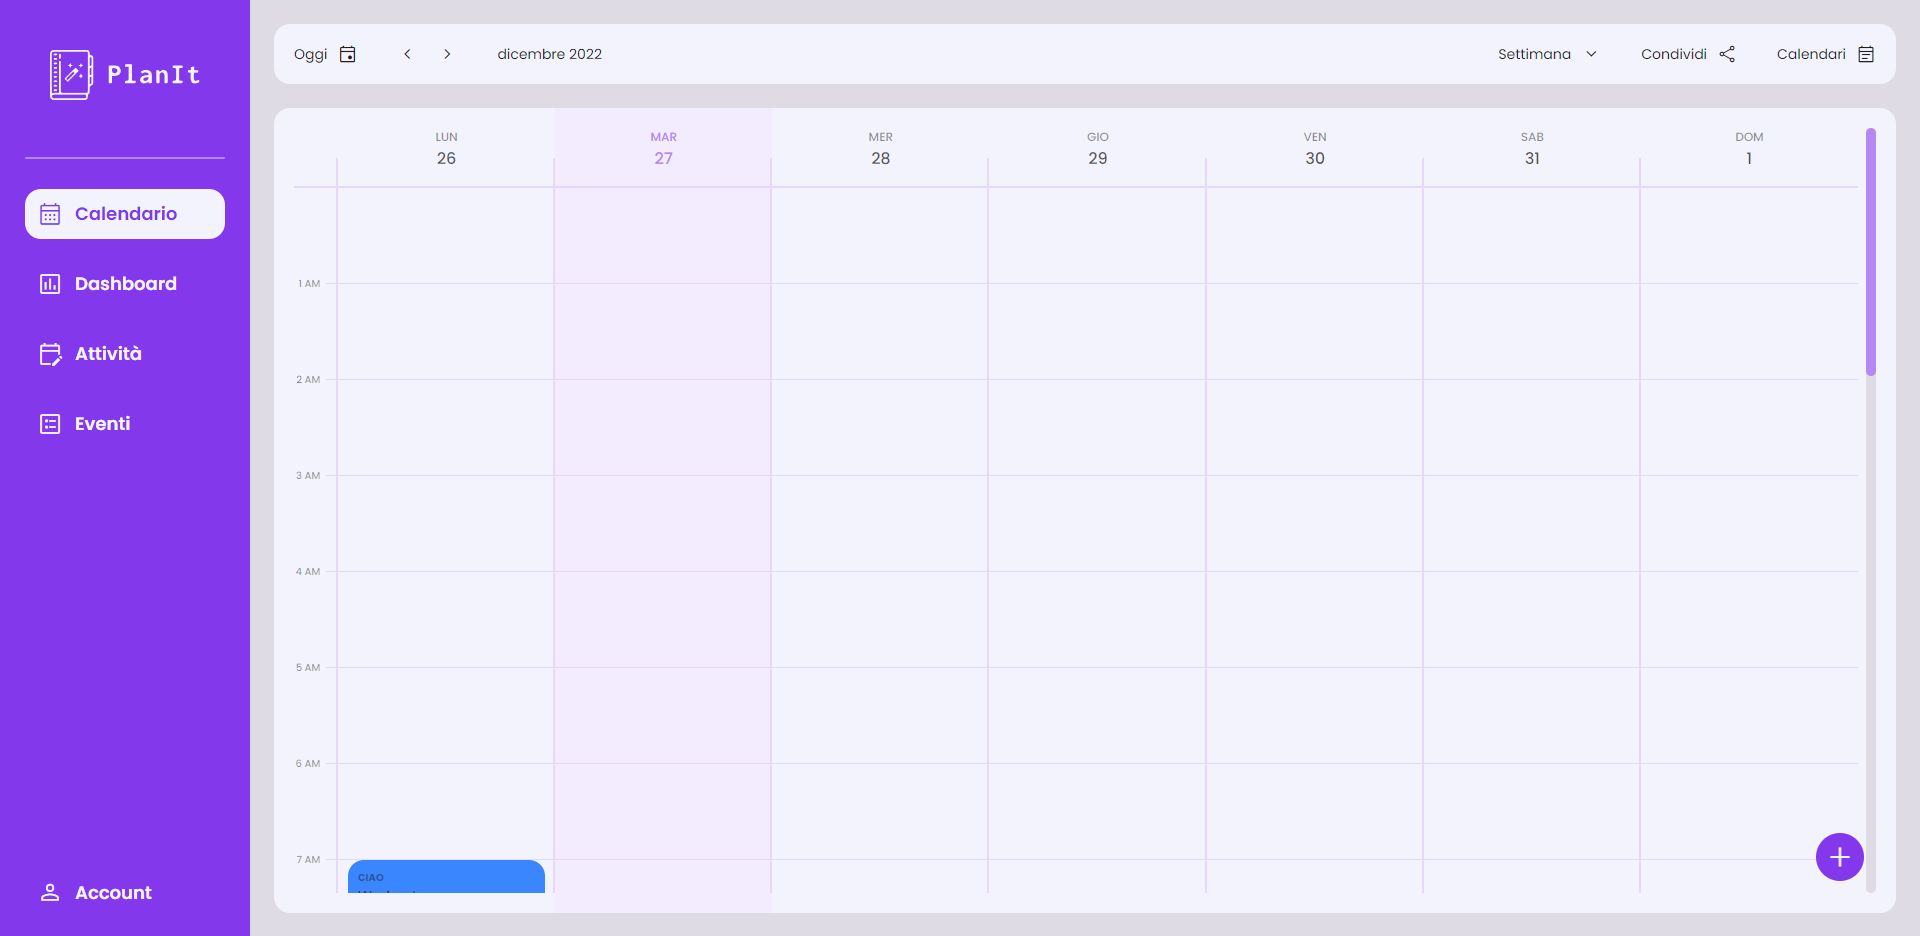 PlanIt
Calendario
Dashboard
Attività
Eventi
Account
Oggi dicembre 2022 Settimana Condividi Calendari
LUN MAR MER GIO VEN SAB DOM
26 27 28 29 30 31 1
1 AM
2 AM
3 AM
4 AM
5 AM
6 AM
7 AM
CIAO